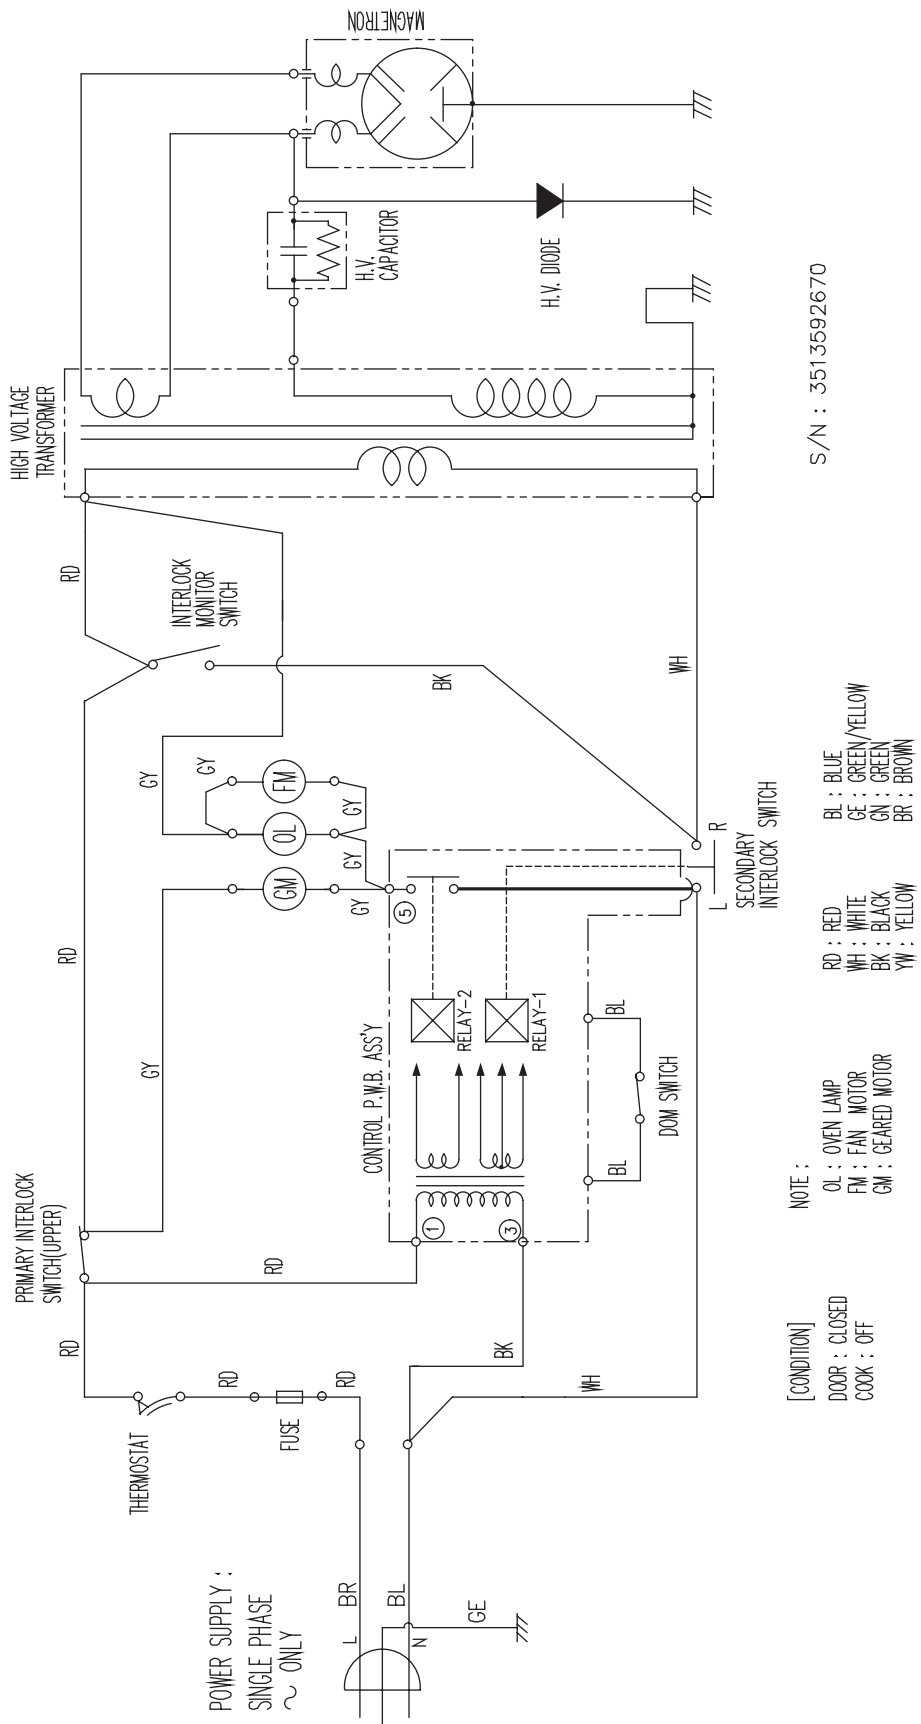 POWER SUPPLY :
SINGLE PHASE
~ ONLY
L
BR
BL
N
GE
THERMOSTAT
FUSE
RD
RD
RD
PRIMARY INTERLOCK
SWITCH(UPPER)
RD
BK
WH
GY
RD
CONTROL P.W.B. ASS'Y
1
3
RELAY-2
RELAY-1
5
BL
BL
DOM SWITCH
GM
OL
FM
GY
GY
GY
GY
GY
INTERLOCK
MONITOR
SWITCH
RD
BK
WH
L
R
SECONDARY
INTERLOCK SWITCH
HIGH VOLTAGE
TRANSFORMER
H.V.
CAPACITOR
H.V. DIODE
MAGNETRON
[CONDITION]
DOOR : CLOSED
COOK : OFF
NOTE :
OL : OVEN LAMP
FM : FAN MOTOR
GM : GEARED MOTOR
RD : RED
WH : WHITE
BK : BLACK
YW : YELLOW
BL : BLUE
GE : GREEN/YELLOW
GN : GREEN
BR : BROWN
S/N : 3513592670